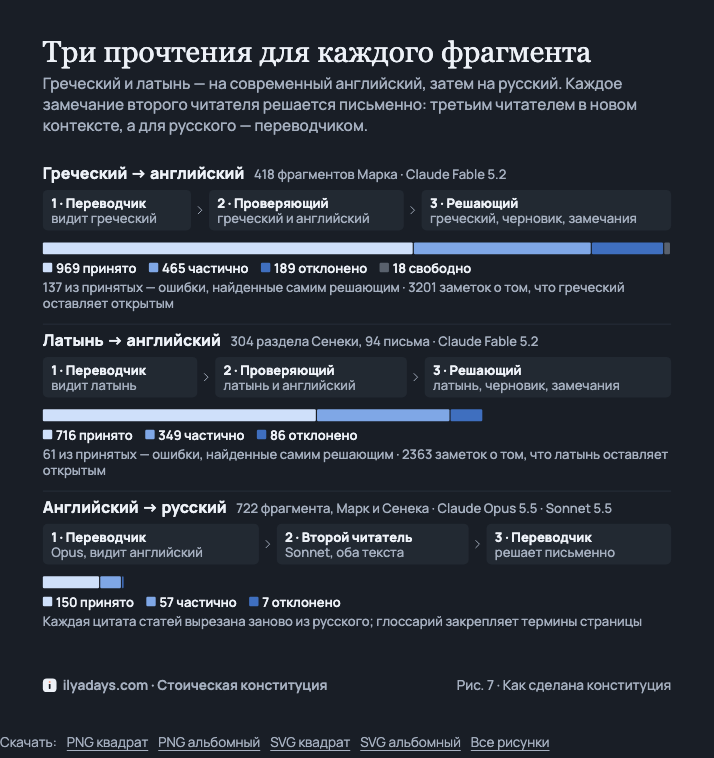 Три прочтения для каждого фрагмента
Греческий и латынь — на современный английский, затем на русский. Каждое
замечание второго читателя решается письменно: третьим читателем в новом
контексте, а для русского — переводчиком.
Греческий → английский 418 фрагментов Марка · Claude Fable 5.2
1 · Переводчик
видит греческий
2 · Проверяющий
греческий и английский
3 · Решающий
греческий, черновик, замечания
969 принято 465 частично 189 отклонено 18 свободно
137 из принятых — ошибки, найденные самим решающим · 3201 заметок о том, что греческий
оставляет открытым
Латынь → английский 304 раздела Сенеки, 94 письма · Claude Fable 5.2
1 · Переводчик
видит латынь
2 · Проверяющий
латынь и английский
3 · Решающий
латынь, черновик, замечания
716 принято 349 частично 86 отклонено
61 из принятых — ошибки, найденные самим решающим · 2363 заметок о том, что латынь оставляет
открытым
Английский → русский 722 фрагмента, Марк и Сенека · Claude Opus 5.5 · Sonnet 5.5
1 · Переводчик
Opus, видит английский
2 · Второй читатель
Sonnet, оба текста
3 · Переводчик
решает письменно
150 принято 57 частично 7 отклонено
Каждая цитата статей вырезана заново из русского; глоссарий закрепляет термины страницы
ilyadays.com · Стоическая конституция
Рис. 7 · Как сделана конституция
Скачать: PNG квадрат PNG альбомный SVG квадрат SVG альбомный Все рисунки